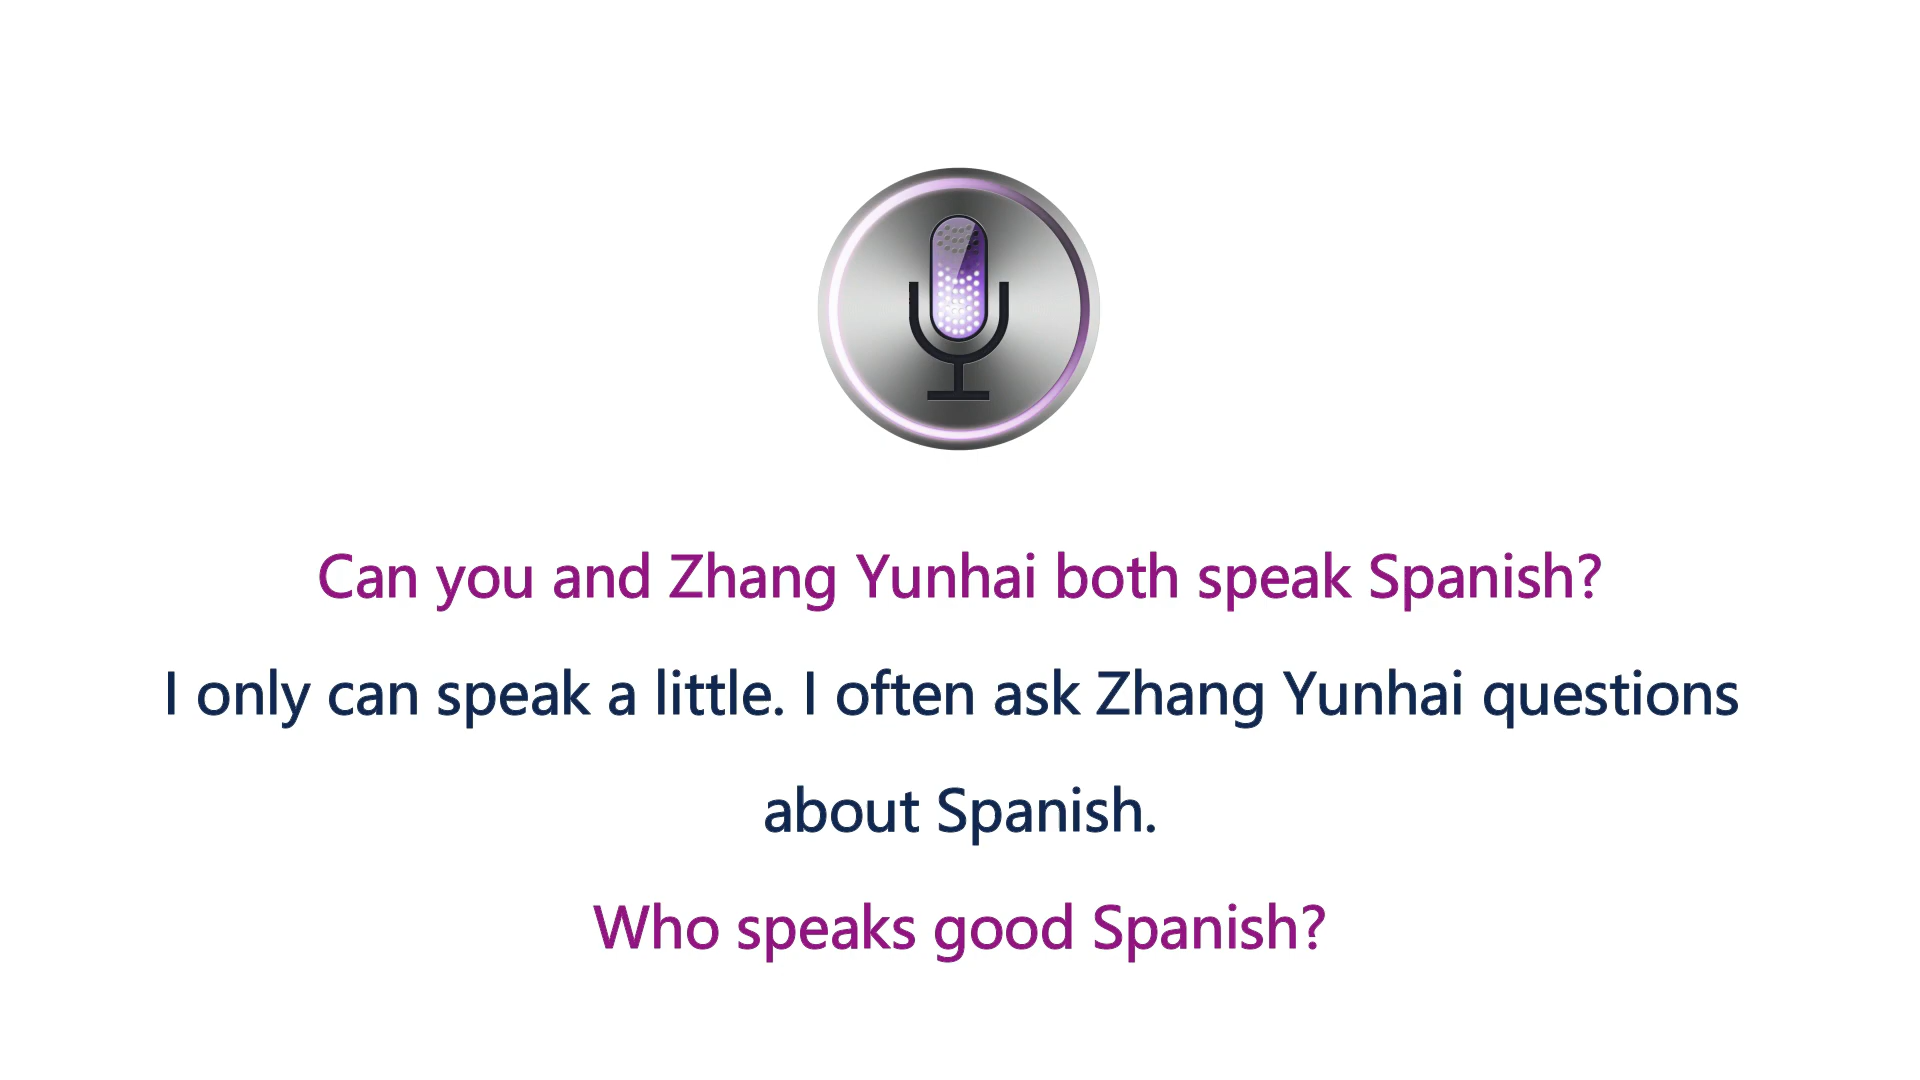 Can you and Zhang Yunhai both speak Spanish?
I only can speak a little. I often ask Zhang Yunhai questions
about Spanish.
Who speaks good Spanish?